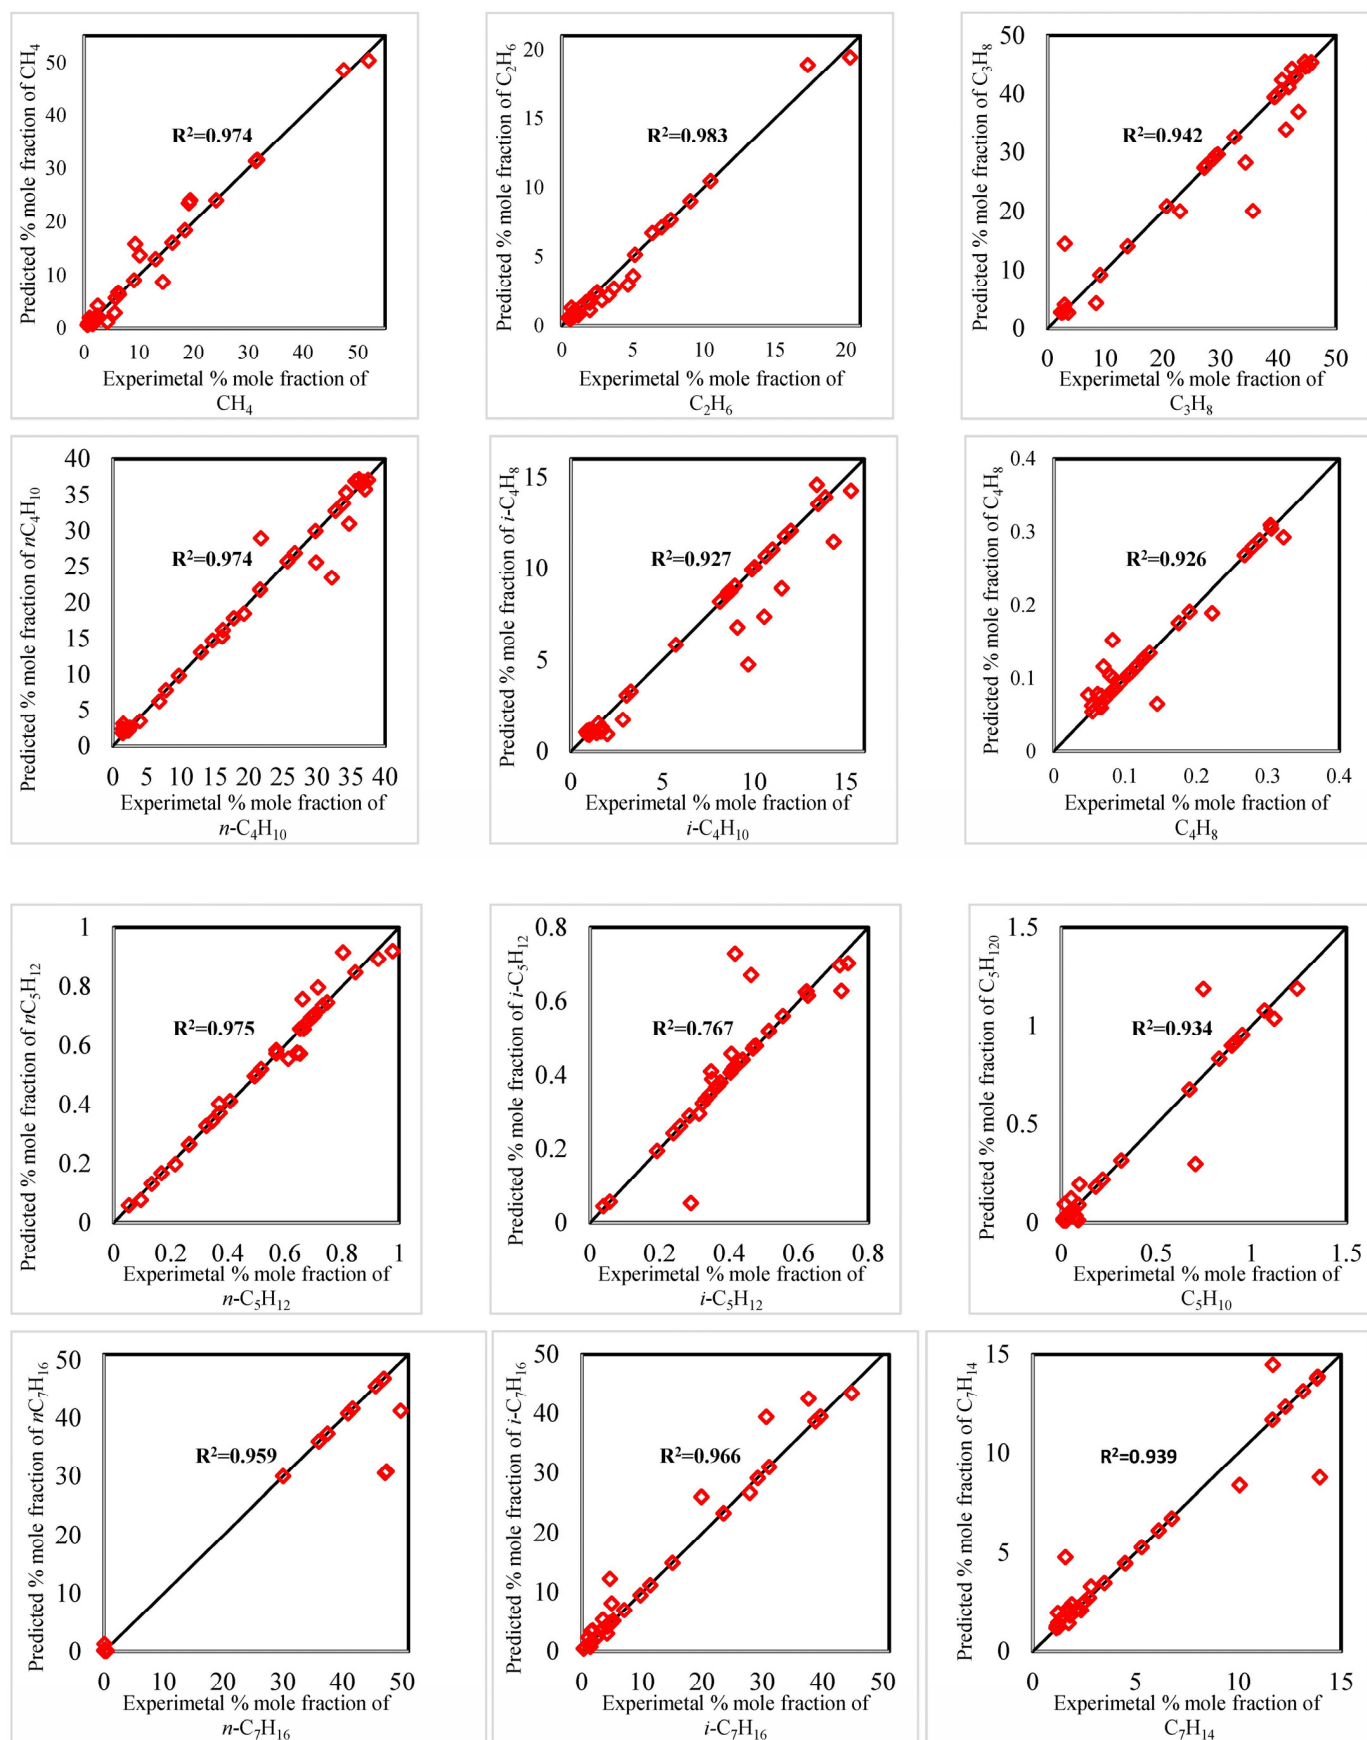 Predicted % mole fraction of CH4
50
40
30
20
10
0
R²=0.974
0 10 20 30 40 50
Experimetal % mole fraction of
CH4
Predicted % mole fraction of C2H6
20
15
10
5
0
R²=0.983
0 5 10 15 20
Experimetal % mole fraction of
C2H6
Predicted % mole fraction of C3H8
50
40
30
20
10
0
R²=0.942
0 10 20 30 40 50
Experimetal % mole fraction of
C3H8
Predicted % mole fraction of nC4H10
40
35
30
25
20
15
10
5
0
R²=0.974
0 5 10 15 20 25 30 35 40
Experimetal % mole fraction of
n-C4H10
Predicted % mole fraction of i-C4H8
15
10
5
0
R²=0.927
0 5 10 15
Experimetal % mole fraction of
i-C4H10
Predicted % mole fraction of C4H8
0.4
0.3
0.2
0.1
0
R²=0.926
0 0.1 0.2 0.3 0.4
Experimetal % mole fraction of
C4H8
Predicted % mole fraction of nC5H12
1
0.8
0.6
0.4
0.2
0
R²=0.975
0 0.2 0.4 0.6 0.8 1
Experimetal % mole fraction of
n-C5H12
Predicted % mole fraction of i-C5H12
0.8
0.6
0.4
0.2
0
R²=0.767
0 0.2 0.4 0.6 0.8
Experimetal % mole fraction of
i-C5H12
Predicted % mole fraction of C5H120
1.5
1
0.5
0
R²=0.934
0 0.5 1 1.5
Experimetal % mole fraction of
C5H10
Predicted % mole fraction of nC7H16
50
40
30
20
10
0
R²=0.959
0 10 20 30 40 50
Experimetal % mole fraction of
n-C7H16
Predicted % mole fraction of i-C7H16
50
40
30
20
10
0
R²=0.966
0 10 20 30 40 50
Experimetal % mole fraction of
i-C7H16
Predicted % mole fraction of C7H14
15
10
5
0
R²=0.939
0 5 10 15
Experimetal % mole fraction of
C7H14